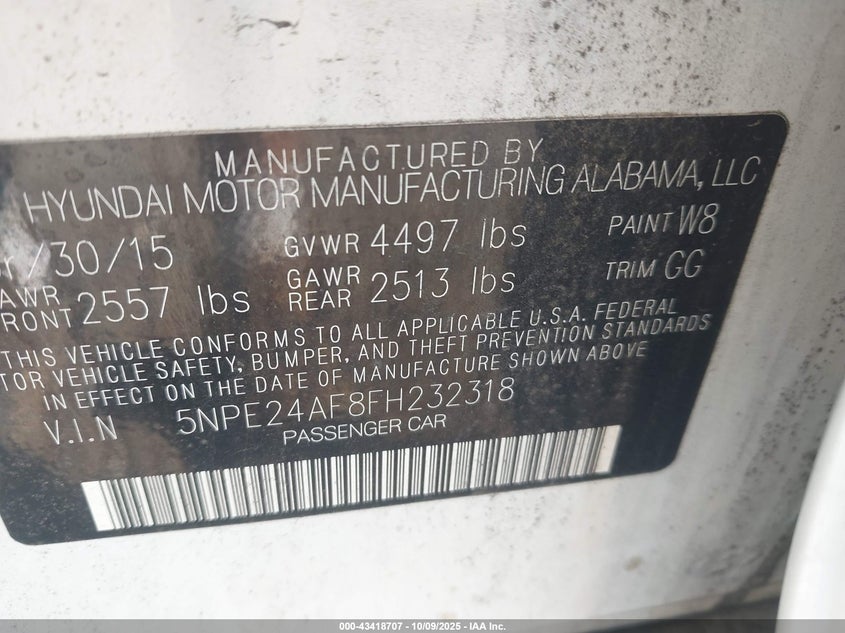 MANUFACTURED BY
HYUNDAI MOTOR MANUFACTURING ALABAMA, LLC
/30/15 GVWR 4497 lbs PAINT W8
AWR FRONT 2557 lbs GAWR REAR 2513 lbs TRIM GG
THIS VEHICLE CONFORMS TO ALL APPLICABLE U.S.A. FEDERAL
TOR VEHICLE SAFETY, BUMPER, AND THEFT PREVENTION STANDARDS
IN EFFECT ON THE DATE OF MANUFACTURE SHOWN ABOVE
V.I.N 5NPE24AF8FH232318
PASSENGER CAR
000-43418707 - 10/09/2025 - IAA Inc.